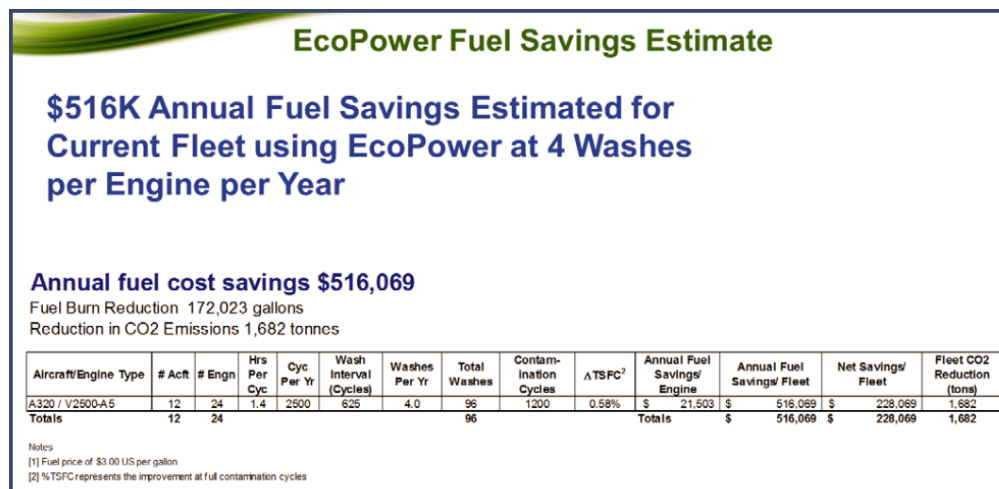 EcoPower Fuel Savings Estimate
$516K Annual Fuel Savings Estimated for
Current Fleet using EcoPower at 4 Washes
per Engine per Year
Annual fuel cost savings $516,069
Fuel Burn Reduction 172,023 gallons
Reduction in CO2 Emissions 1,682 tonnes
Aircraft/Engine Type # Acft # Engn Hrs Per Cyc Cyc Per Yr Wash Interval (Cycles) Washes Per Yr Total Washes Contam-ination Cycles ΔTSFC² Annual Fuel Savings/ Engine Annual Fuel Savings/ Fleet Net Savings/ Fleet Fleet CO2 Reduction (tons)
A320 / V2500-A5 12 24 1.4 2500 625 4.0 96 1200 0.58% $ 21,503 $ 516,069 $ 228,069 1,682
Totals 12 24 96 Totals $ 516,069 $ 228,069 1,682
Notes
[1] Fuel price of $3.00 US per gallon
[2] %TSFC represents the improvement at full contamination cycles